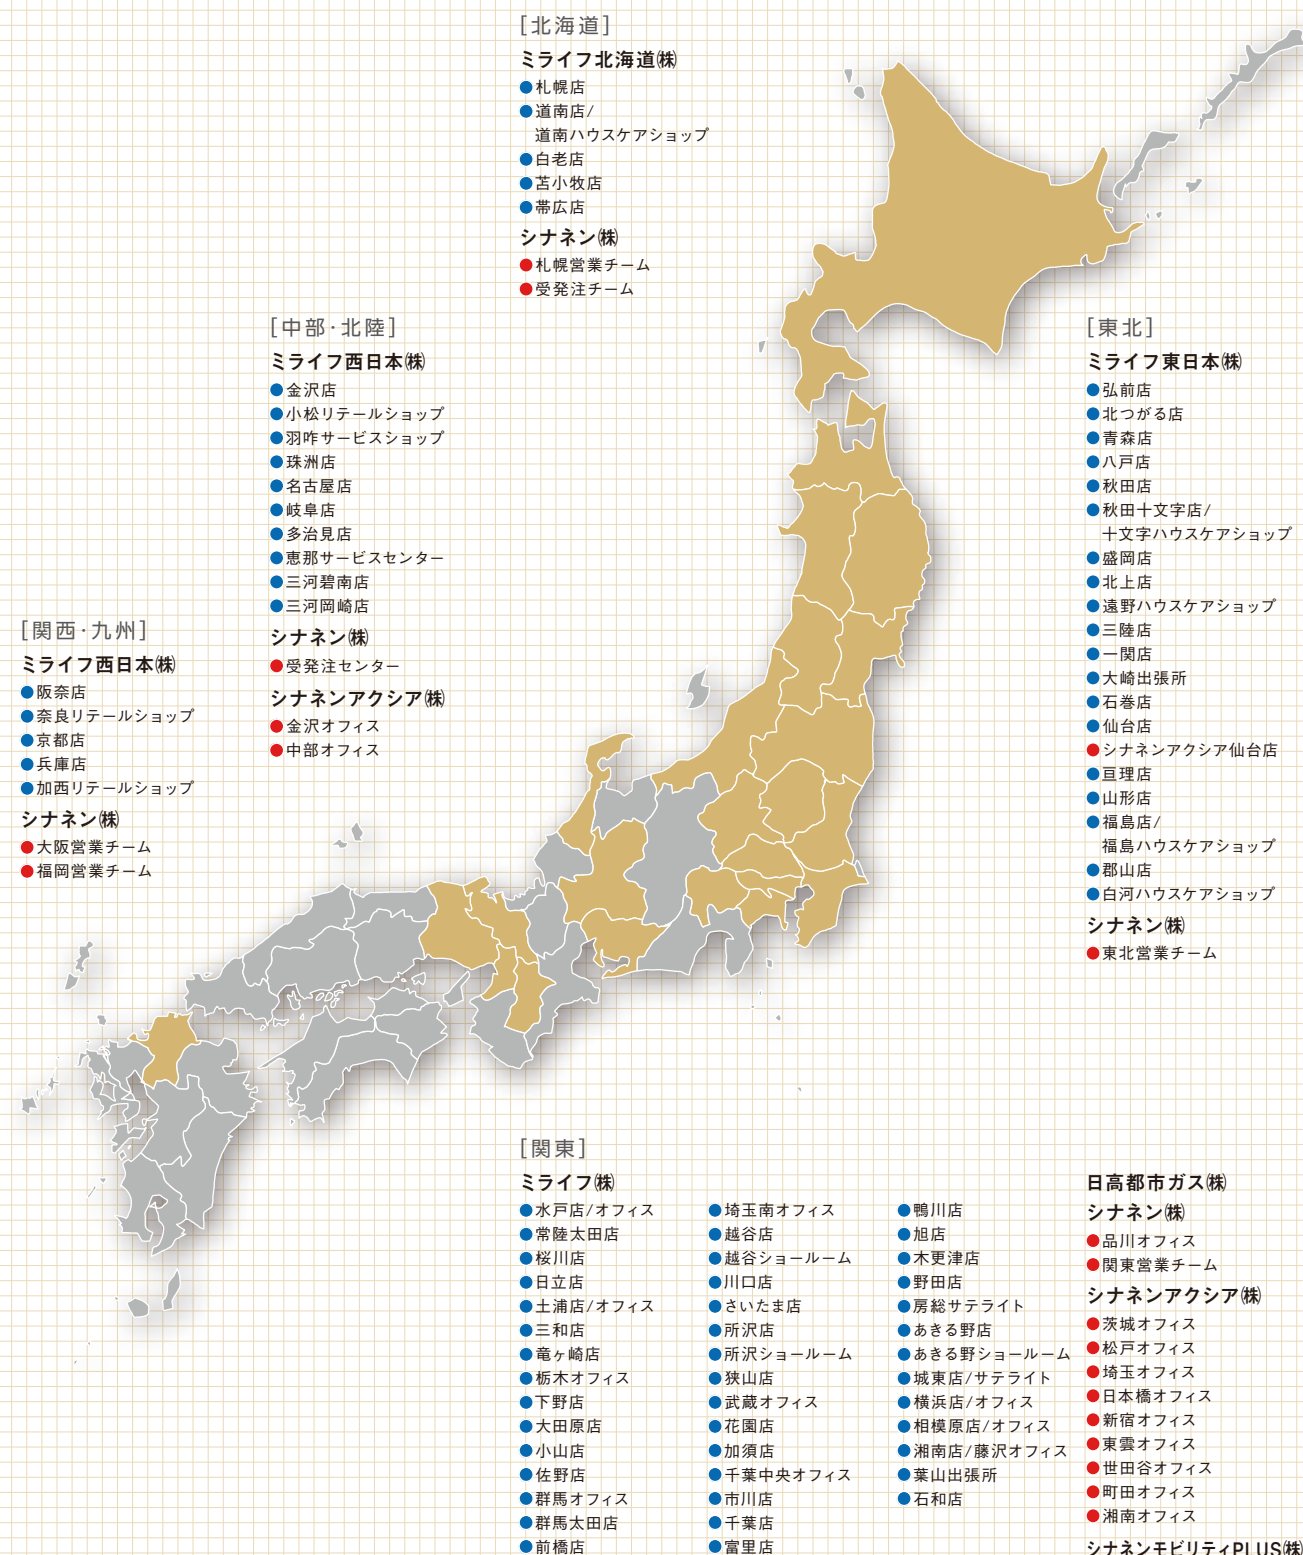 [北海道]
ミライフ北海道㈱
●札幌店
●道南店/
道南ハウスケアショップ
●白老店
●苫小牧店
●帯広店
シナネン㈱
●札幌営業チーム
●受発注チーム
[中部・北陸]
ミライフ西日本㈱
●金沢店
●小松リテールショップ
●羽咋サービスショップ
●珠洲店
●名古屋店
●岐阜店
●多治見店
●恵那サービスセンター
●三河碧南店
●三河岡崎店
シナネン㈱
●受発注センター
シナネンアクシア㈱
●金沢オフィス
●中部オフィス
[東北]
ミライフ東日本㈱
●弘前店
●北つがる店
●青森店
●八戸店
●秋田店
●秋田十文字店/
十文字ハウスケアショップ
●盛岡店
●北上店
●遠野ハウスケアショップ
●三陸店
●一関店
●大崎出張所
●石巻店
●仙台店
●シナネンアクシア仙台店
●亘理店
●山形店
●福島店/
福島ハウスケアショップ
●郡山店
●白河ハウスケアショップ
シナネン㈱
●東北営業チーム
[関西・九州]
ミライフ西日本㈱
●阪奈店
●奈良リテールショップ
●京都店
●兵庫店
●加西リテールショップ
シナネン㈱
●大阪営業チーム
●福岡営業チーム
[関東]
ミライフ㈱
●水戸店/オフィス
●常陸太田店
●桜川店
●日立店
●土浦店/オフィス
●三和店
●竜ヶ崎店
●栃木オフィス
●下野店
●大田原店
●小山店
●佐野店
●群馬オフィス
●群馬太田店
●前橋店
●埼玉南オフィス
●越谷店
●越谷ショールーム
●川口店
●さいたま店
●所沢店
●所沢ショールーム
●狭山店
●武蔵オフィス
●花園店
●加須店
●千葉中央オフィス
●市川店
●千葉店
●富里店
●鴨川店
●旭店
●木更津店
●野田店
●房総サテライト
●あきる野店
●あきる野ショールーム
●城東店/サテライト
●横浜店/オフィス
●相模原店/オフィス
●湘南店/藤沢オフィス
●葉山出張所
●石和店
日高都市ガス㈱
シナネン㈱
●品川オフィス
●関東営業チーム
シナネンアクシア㈱
●茨城オフィス
●松戸オフィス
●埼玉オフィス
●日本橋オフィス
●新宿オフィス
●東雲オフィス
●世田谷オフィス
●町田オフィス
●湘南オフィス
シナネンモビリティPLUS㈱